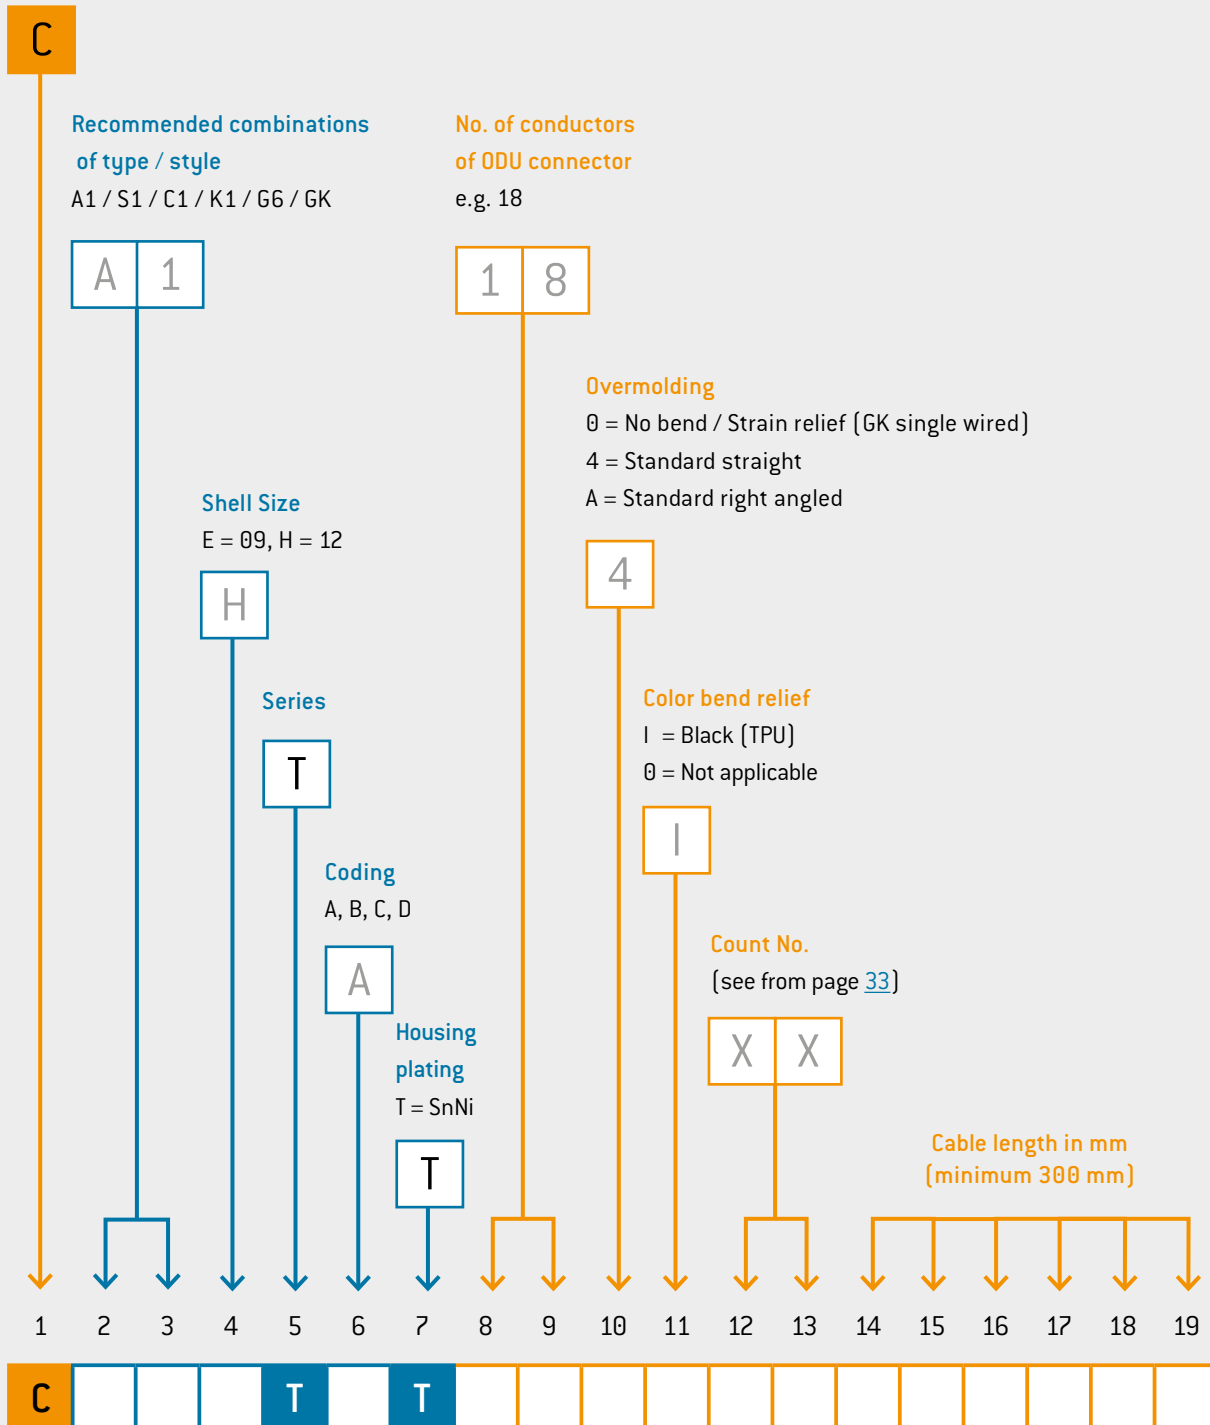 C
Recommended combinations
of type / style
A1 / S1 / C1 / K1 / G6 / GK
A 1
No. of conductors
of ODU connector
e.g. 18
1 8
Overmolding
0 = No bend / Strain relief (GK single wired)
4 = Standard straight
A = Standard right angled
4
Shell Size
E = 09, H = 12
H
Series
T
Color bend relief
I = Black (TPU)
0 = Not applicable
I
Coding
A, B, C, D
A
Count No.
(see from page 33)
X X
Housing
plating
T = SnNi
T
Cable length in mm
(minimum 300 mm)
1 2 3 4 5 6 7 8 9 10 11 12 13 14 15 16 17 18 19
C T T